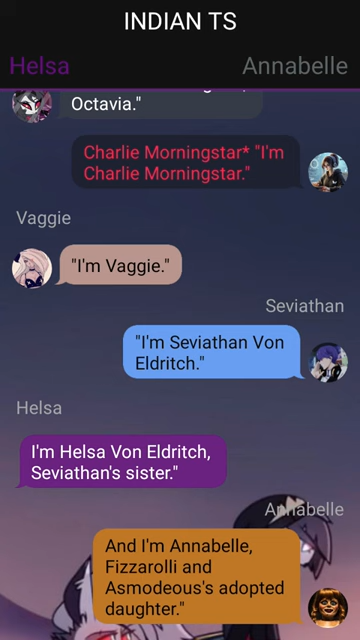 INDIAN TS
Helsa
Annabelle
Octavia."
Charlie Morningstar* "I'm
Charlie Morningstar."
Vaggie
"I'm Vaggie."
Seviathan
"I'm Seviathan Von
Eldritch."
Helsa
I'm Helsa Von Eldritch,
Seviathan's sister."
Annabelle
And I'm Annabelle,
Fizzarolli and
Asmodeous's adopted
daughter."